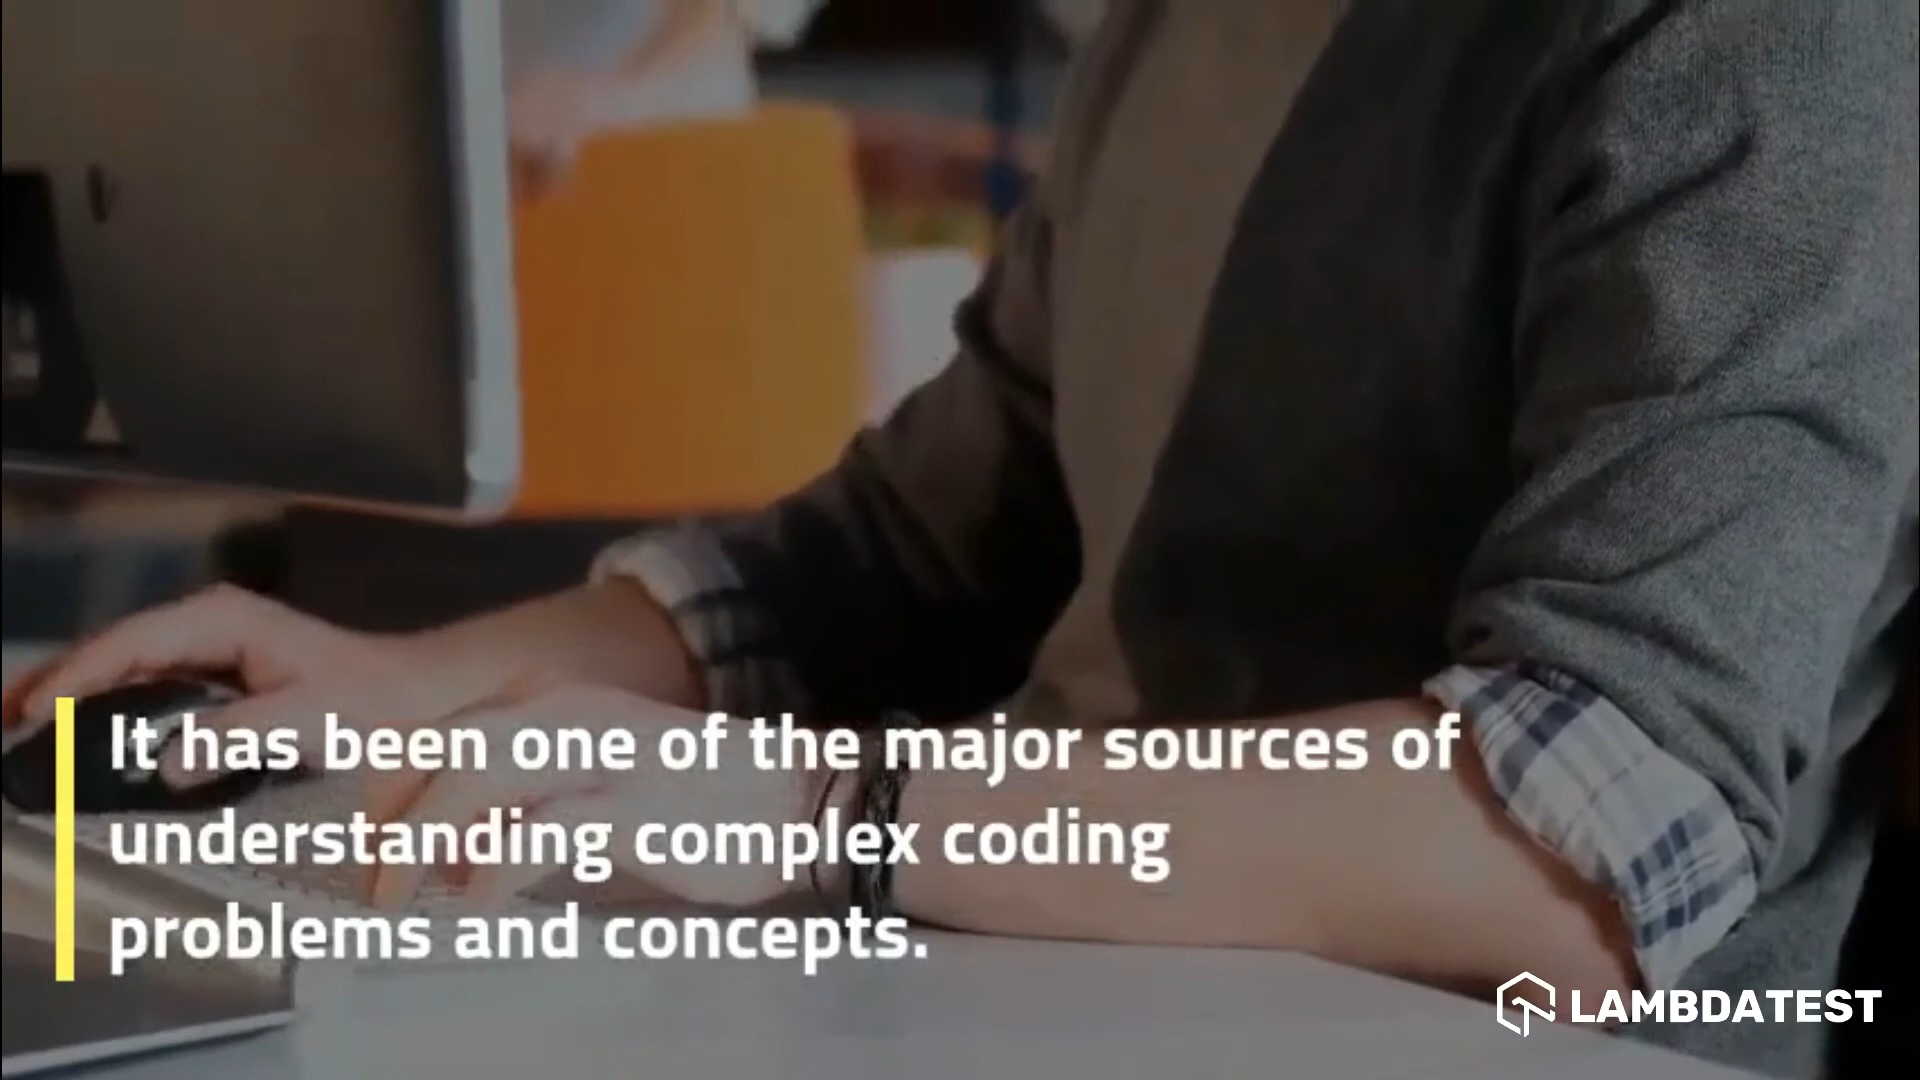 It has been one of the major sources of
understanding complex coding
problems and concepts.
LAMBDATEST